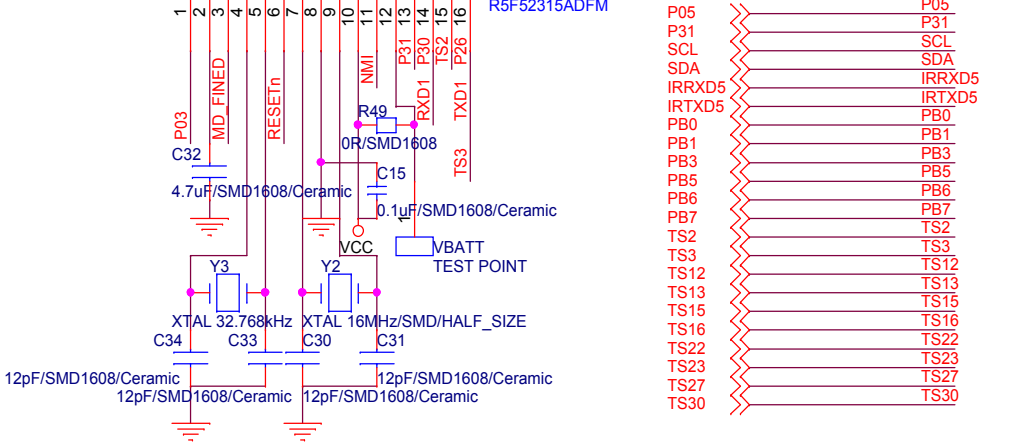 R5F52315ADFM
1
2
3
4
5
6
7
8
9
10
11
12
13
14
15
16
P03
MD_FINED
RESETn
NMI
P31
P30
TS2
P26
RXD1
TXD1
TS3
R49
0R/SMD1608
C32
4.7uF/SMD1608/Ceramic
C15
0.1uF/SMD1608/Ceramic
1
VCC
VBATT
TEST POINT
Y3
XTAL 32.768kHz
Y2
XTAL 16MHz/SMD/HALF_SIZE
C34
C33
C30
C31
12pF/SMD1608/Ceramic
12pF/SMD1608/Ceramic
12pF/SMD1608/Ceramic
12pF/SMD1608/Ceramic
P05
P31
SCL
SDA
IRRXD5
IRTXD5
PB0
PB1
PB3
PB5
PB6
PB7
TS2
TS3
TS12
TS13
TS15
TS16
TS22
TS23
TS27
TS30
P05
P31
SCL
SDA
IRRXD5
IRTXD5
PB0
PB1
PB3
PB5
PB6
PB7
TS2
TS3
TS12
TS13
TS15
TS16
TS22
TS23
TS27
TS30